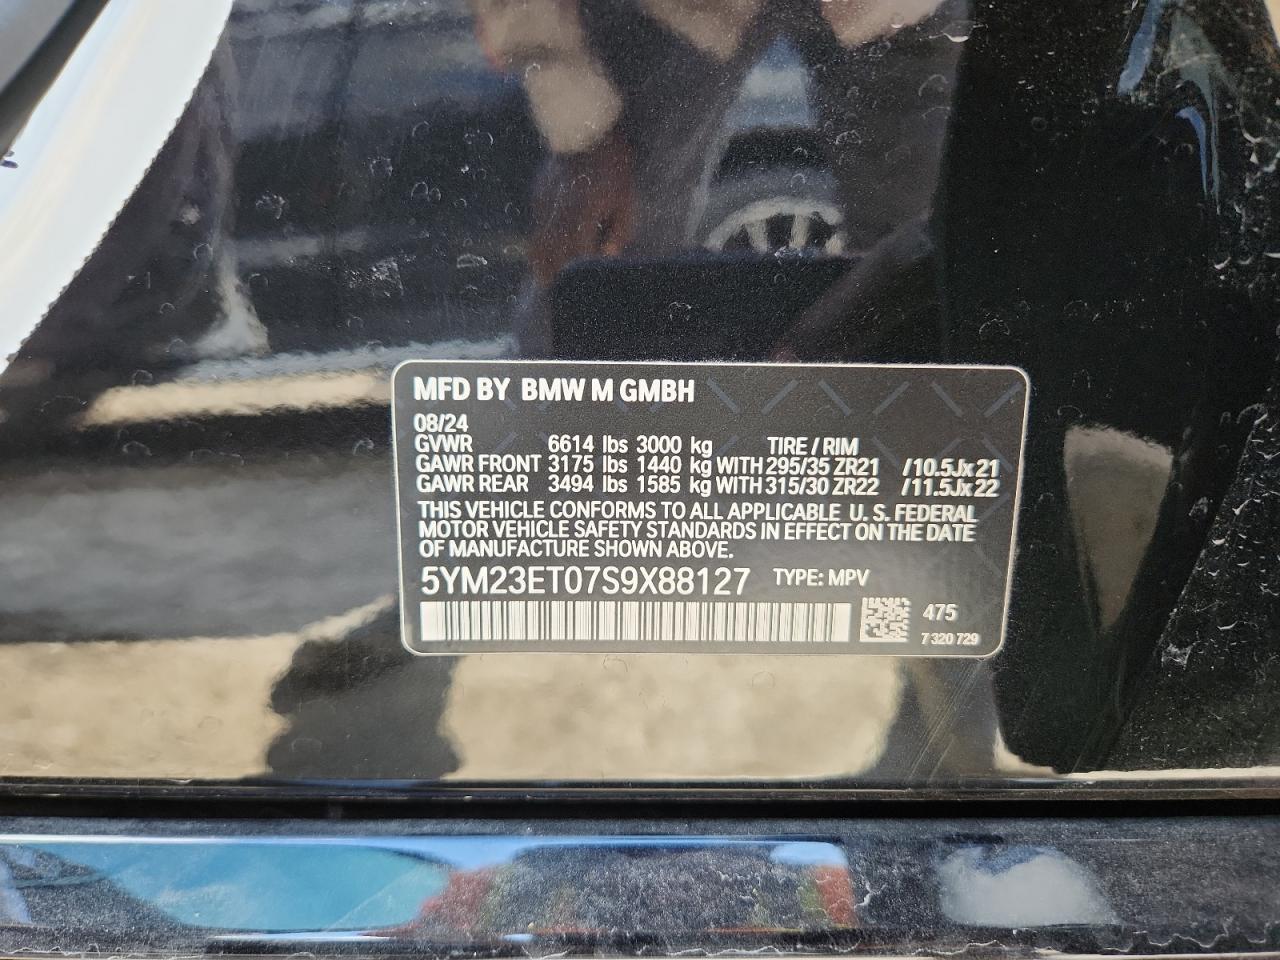 MFD BY BMW M GMBH
08/24
GVWR 6614 lbs 3000 kg TIRE / RIM
GAWR FRONT 3175 lbs 1440 kg WITH 295/35 ZR21 /10.5Jx21
GAWR REAR 3494 lbs 1585 kg WITH 315/30 ZR22 /11.5Jx22
THIS VEHICLE CONFORMS TO ALL APPLICABLE U.S. FEDERAL
MOTOR VEHICLE SAFETY STANDARDS IN EFFECT ON THE DATE
OF MANUFACTURE SHOWN ABOVE.
5YM23ET07S9X88127 TYPE: MPV
475
7 320 729